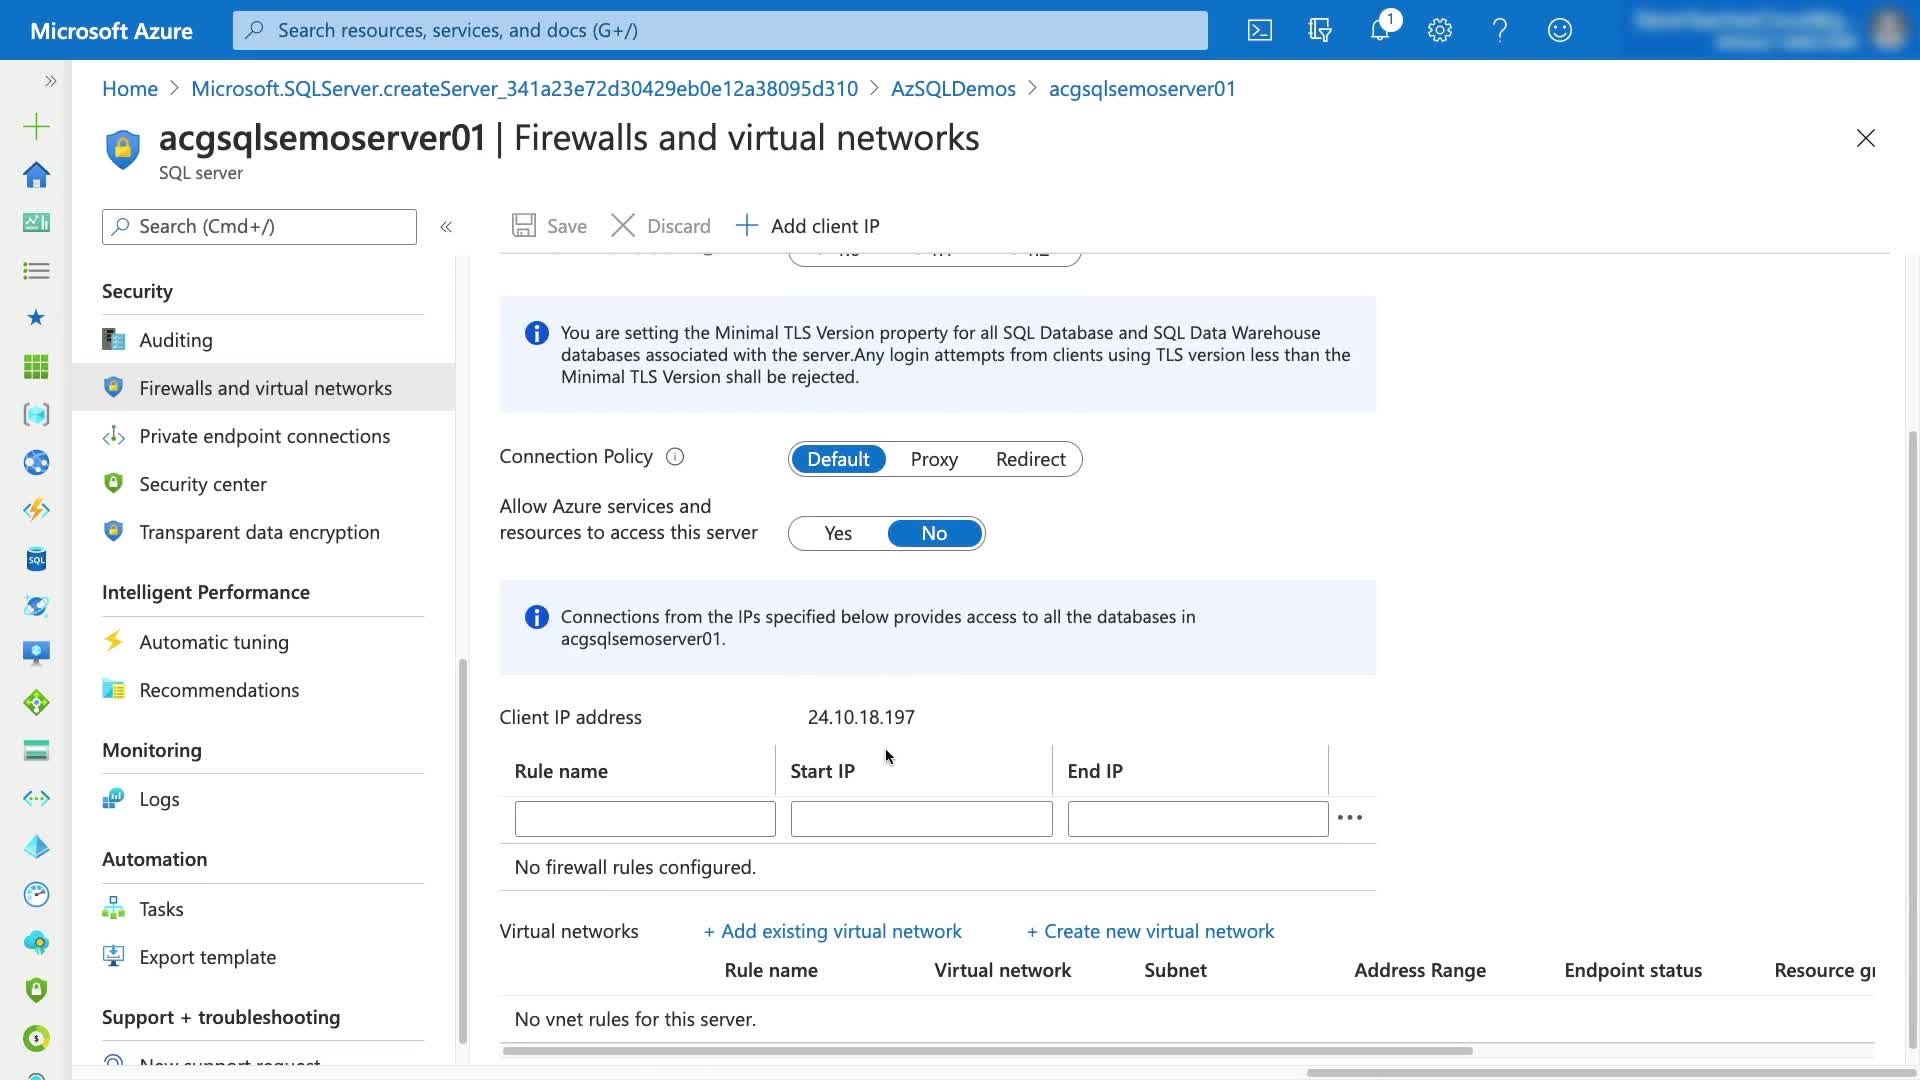 Microsoft Azure
Search resources, services, and docs (G+/)
1
Home > Microsoft.SQLServer.createServer_341a23e72d30429eb0e12a38095d310 > AzSQLDemos > acgsqlsemoserver01
acgsqlsemoserver01 | Firewalls and virtual networks
SQL server
Search (Cmd+/)
«
Save
Discard
Add client IP
Security
Auditing
Firewalls and virtual networks
Private endpoint connections
Security center
Transparent data encryption
Intelligent Performance
Automatic tuning
Recommendations
Monitoring
Logs
Automation
Tasks
Export template
Support + troubleshooting
New support request
You are setting the Minimal TLS Version property for all SQL Database and SQL Data Warehouse
databases associated with the server.Any login attempts from clients using TLS version less than the
Minimal TLS Version shall be rejected.
Connection Policy
Default Proxy Redirect
Allow Azure services and
resources to access this server
Yes No
Connections from the IPs specified below provides access to all the databases in
acgsqlsemoserver01.
Client IP address 24.10.18.197
Rule name Start IP End IP
No firewall rules configured.
Virtual networks + Add existing virtual network + Create new virtual network
Rule name Virtual network Subnet Address Range Endpoint status Resource gr
No vnet rules for this server.